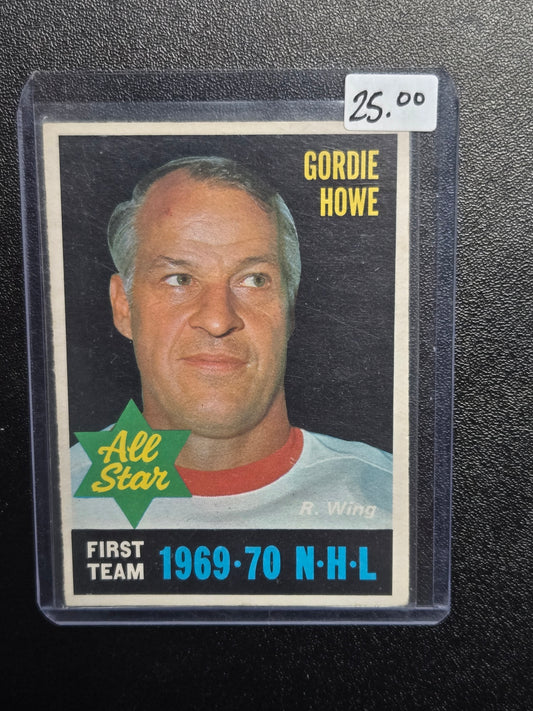 25.00
GORDIE
HOWE
All
Star
R. Wing
FIRST
TEAM
1969·70 N·H·L